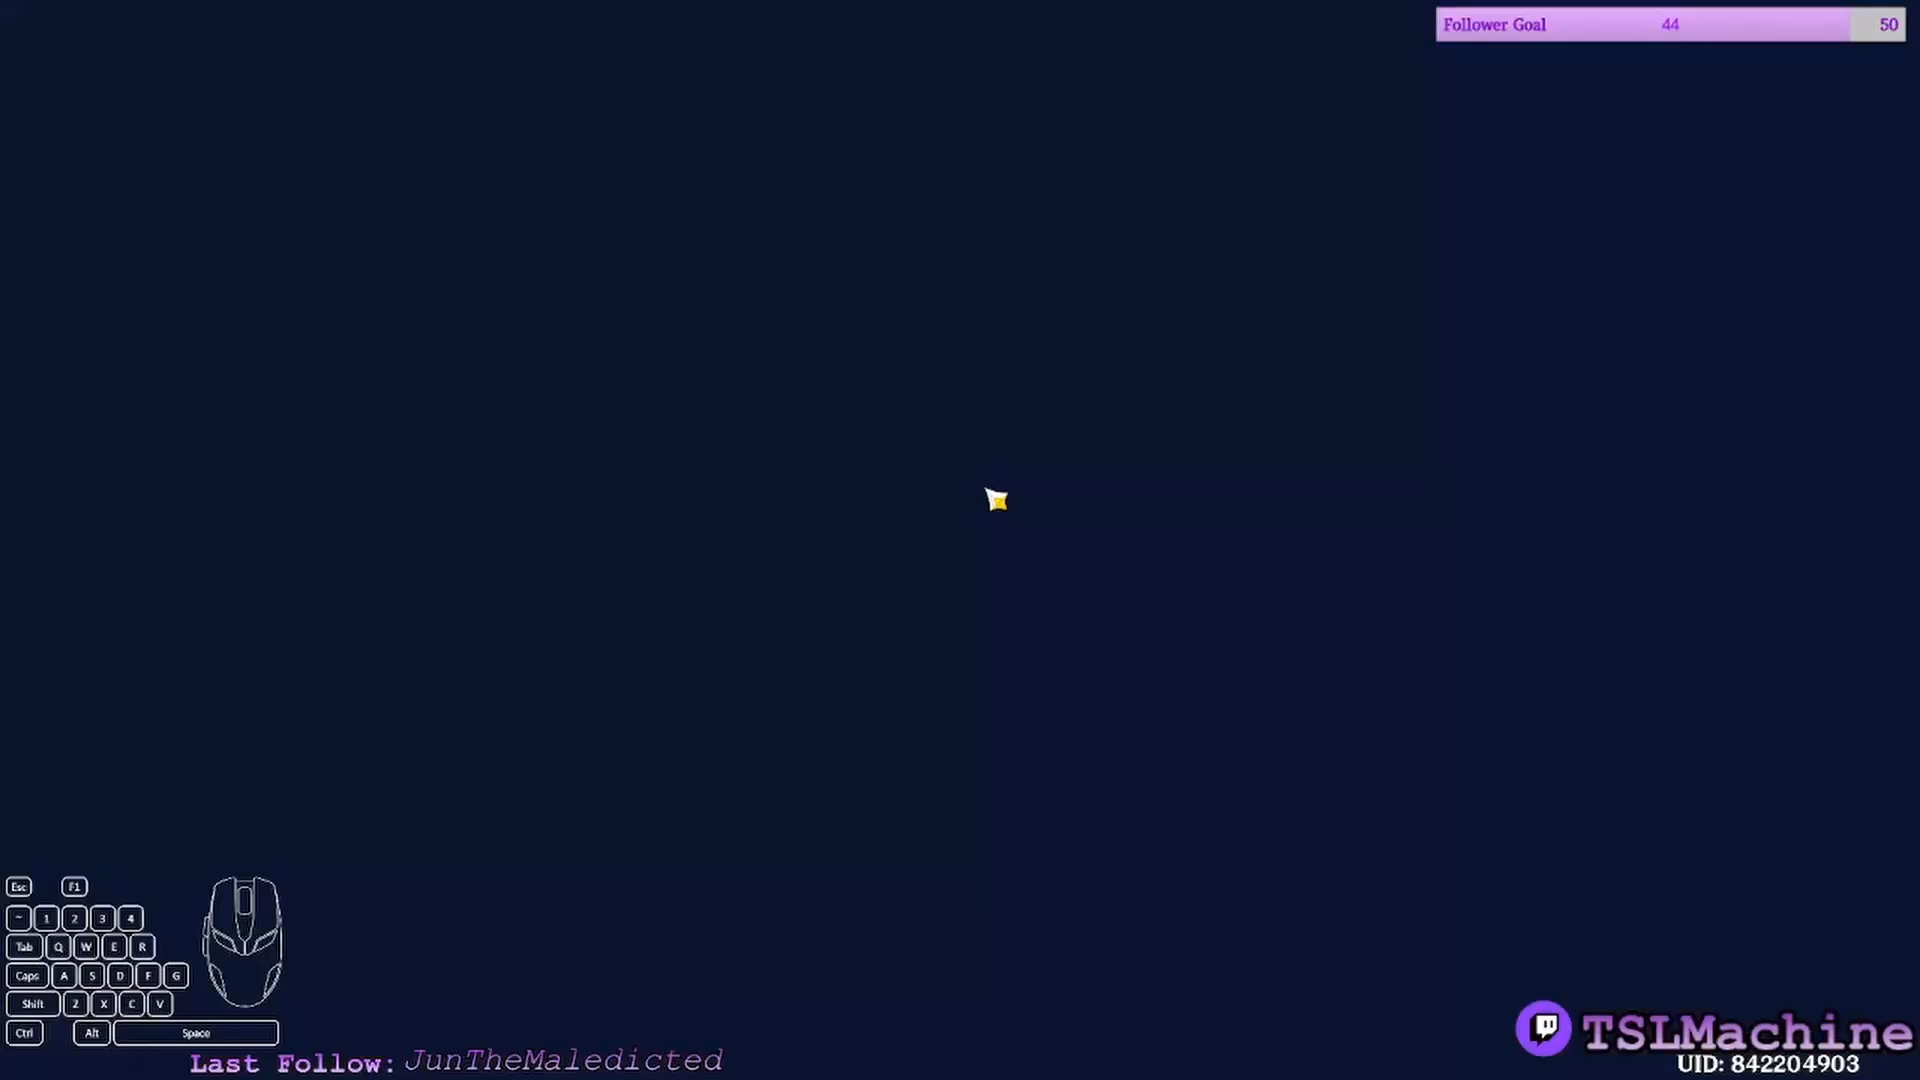 Follower Goal 44 50
Esc F1
~ 1 2 3 4
Tab Q W E R
Caps A S D F G
Shift Z X C V
Ctrl Alt Space
Last Follow: JunTheMaledicted
TSLMachine
UID: 842204903